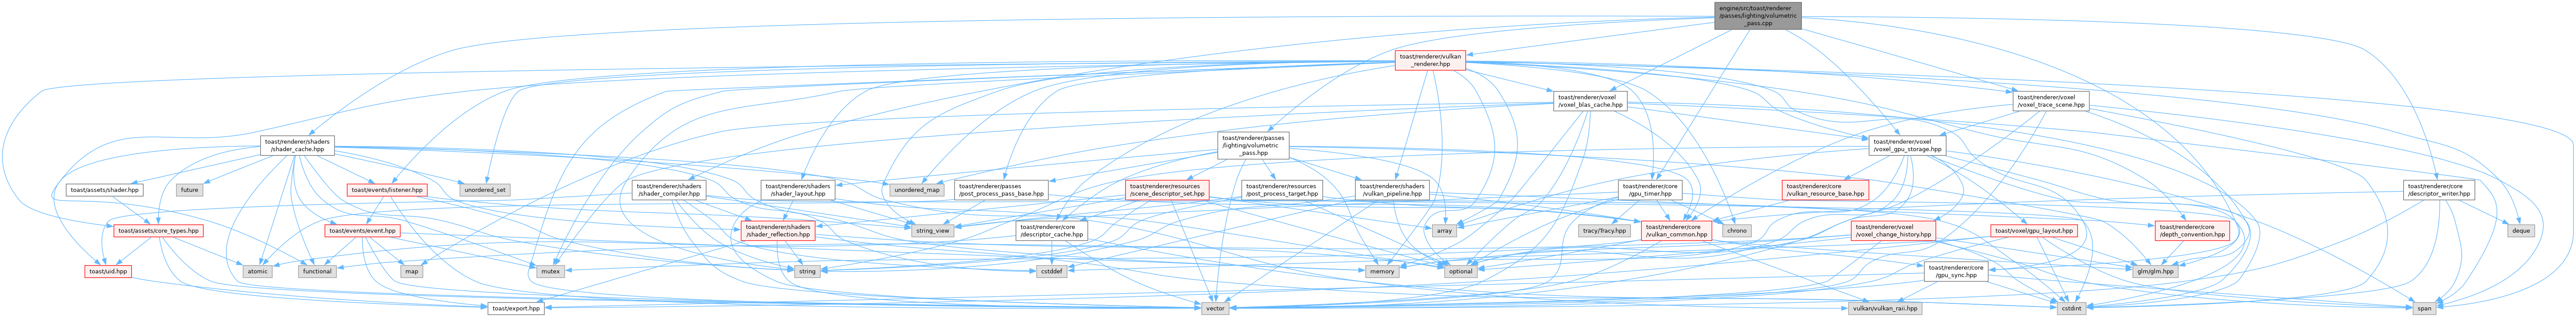 engine/src/toast/renderer
/passes/lighting/volumetric
_pass.cpp
toast/renderer/vulkan
_renderer.hpp
toast/renderer/voxel
/voxel_blas_cache.hpp
toast/renderer/voxel
/voxel_trace_scene.hpp
toast/renderer/shaders
/shader_cache.hpp
toast/renderer/passes
/lighting/volumetric
_pass.hpp
toast/renderer/voxel
/voxel_gpu_storage.hpp
toast/assets/shader.hpp
future
toast/events/listener.hpp
unordered_set
toast/renderer/shaders
/shader_compiler.hpp
toast/renderer/shaders
/shader_layout.hpp
unordered_map
toast/renderer/passes
/post_process_pass_base.hpp
toast/renderer/resources
/scene_descriptor_set.hpp
toast/renderer/resources
/post_process_target.hpp
toast/renderer/shaders
/vulkan_pipeline.hpp
toast/renderer/core
/gpu_timer.hpp
toast/renderer/core
/vulkan_resource_base.hpp
toast/renderer/core
/descriptor_writer.hpp
toast/assets/core_types.hpp
toast/events/event.hpp
toast/renderer/shaders
/shader_reflection.hpp
string_view
toast/renderer/core
/descriptor_cache.hpp
array
tracy/Tracy.hpp
toast/renderer/core
/vulkan_common.hpp
chrono
toast/renderer/voxel
/voxel_change_history.hpp
toast/voxel/gpu_layout.hpp
toast/renderer/core
/depth_convention.hpp
deque
toast/uid.hpp
atomic
functional
map
mutex
string
cstddef
memory
optional
toast/renderer/core
/gpu_sync.hpp
glm/glm.hpp
toast/export.hpp
vector
vulkan/vulkan_raii.hpp
cstdint
span